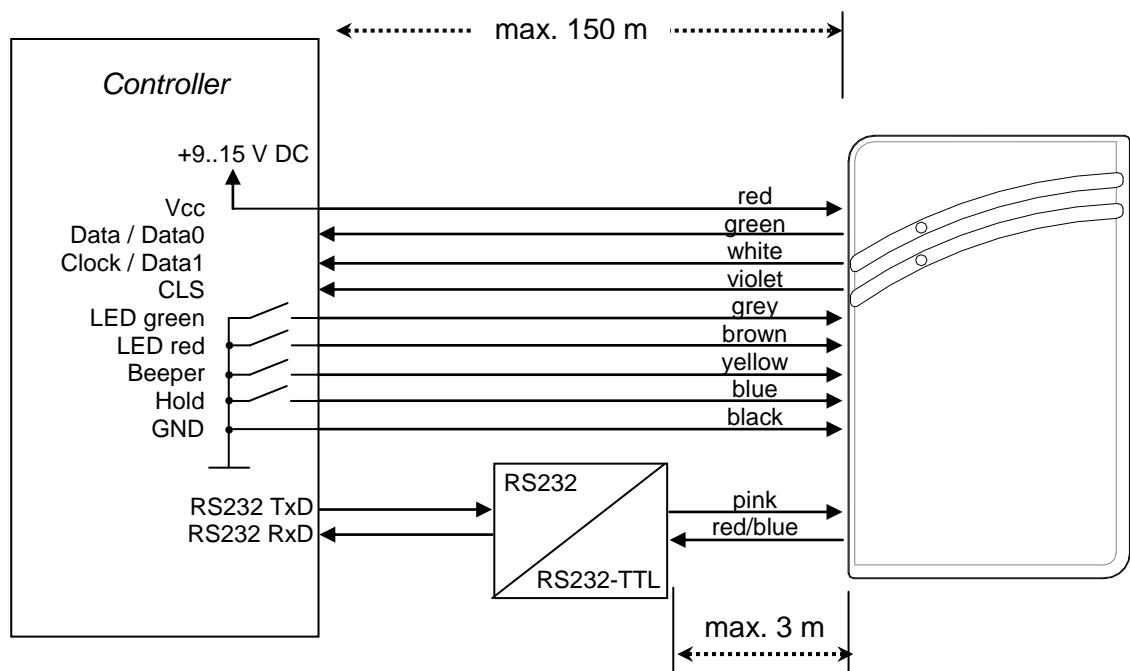 max. 150 m
Controller
+9..15 V DC
Vcc
red
Data / Data0
green
Clock / Data1
white
CLS
violet
LED green
grey
LED red
brown
Beeper
yellow
Hold
blue
GND
black
RS232
RS232 TxD
pink
RS232 RxD
red/blue
RS232-TTL
max. 3 m